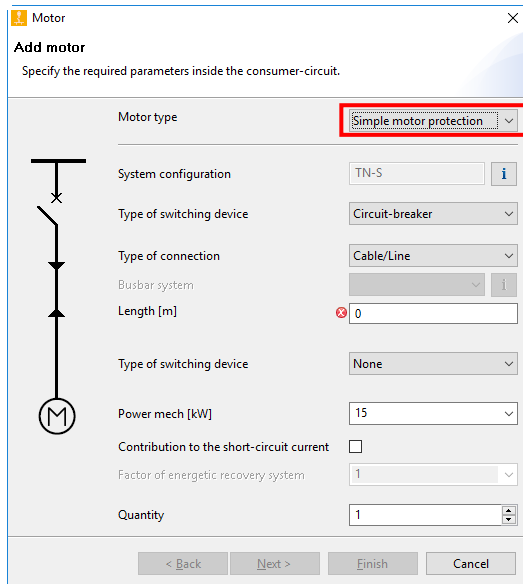 Motor
Add motor
Specify the required parameters inside the consumer-circuit.
Motor type Simple motor protection
System configuration TN-S i
Type of switching device Circuit-breaker
Type of connection Cable/Line
Busbar system i
Length [m] 0
Type of switching device None
M
Power mech [kW] 15
Contribution to the short-circuit current
Factor of energetic recovery system 1
Quantity 1
< Back Next > Finish Cancel